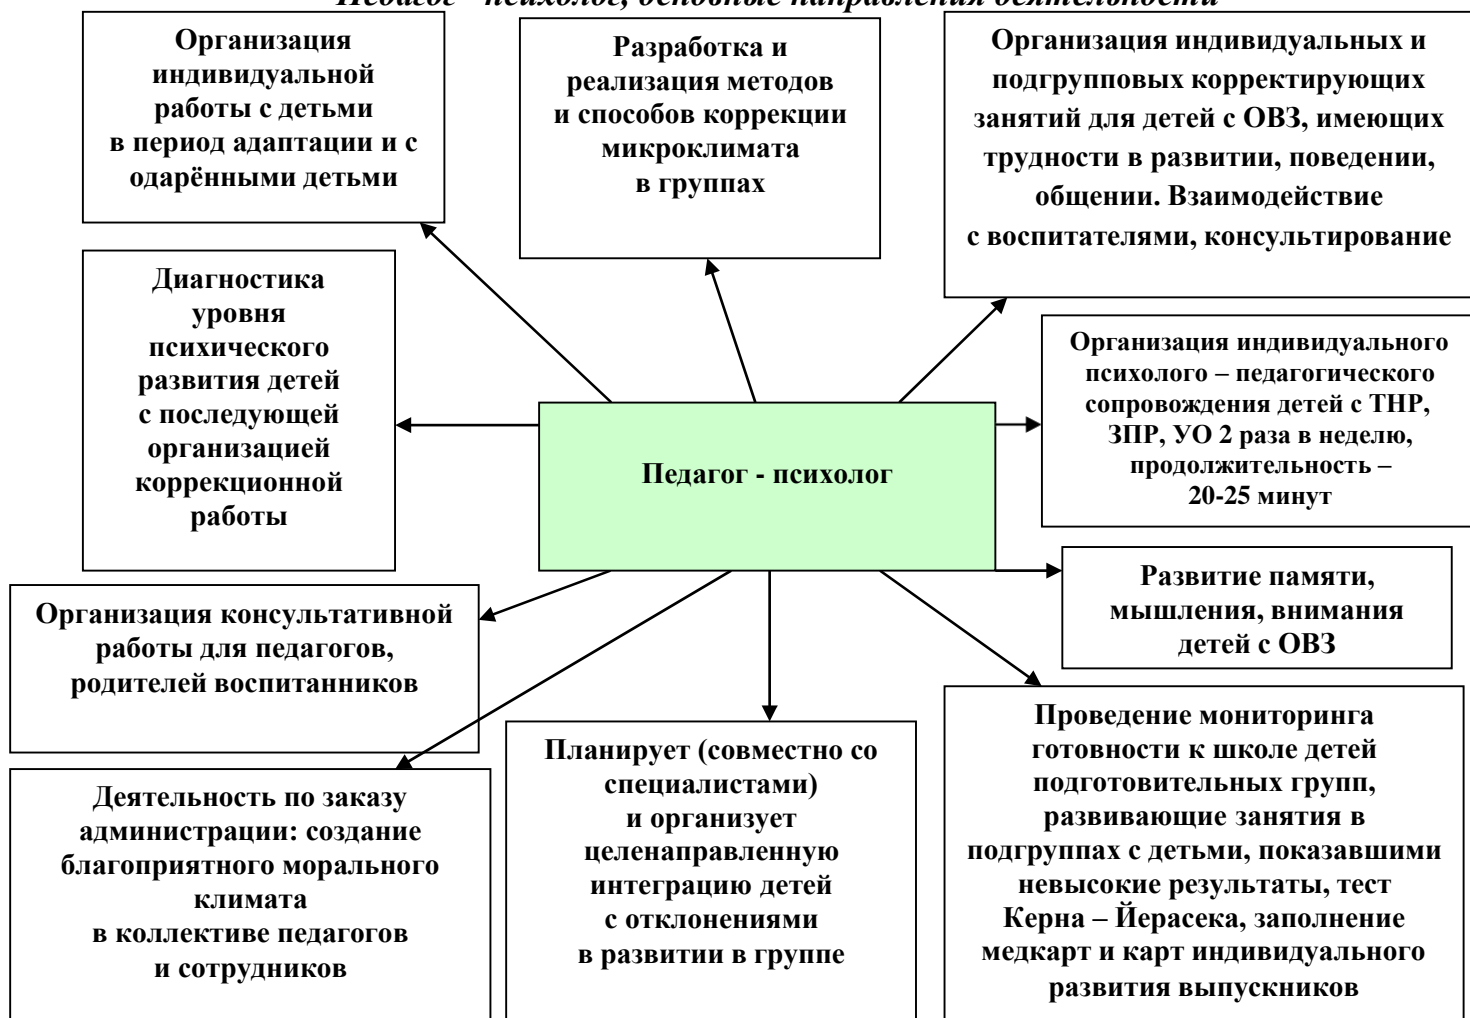 Педагог - психолог, основные направления деятельности
Организация
индивидуальной
работы с детьми
в период адаптации и с
одарёнными детьми
Разработка и
реализация методов
и способов коррекции
микроклимата
в группах
Организация индивидуальных и
подгрупповых корректирующих
занятий для детей с ОВЗ, имеющих
трудности в развитии, поведении,
общении. Взаимодействие
с воспитателями, консультирование
Диагностика
уровня
психического
развития детей
с последующей
организацией
коррекционной
работы
Организация индивидуального
психолого – педагогического
сопровождения детей с ТНР,
ЗПР, УО 2 раза в неделю,
продолжительность –
20-25 минут
Педагог - психолог
Развитие памяти,
мышления, внимания
детей с ОВЗ
Организация консультативной
работы для педагогов,
родителей воспитанников
Деятельность по заказу
администрации: создание
благоприятного морального
климата
в коллективе педагогов
и сотрудников
Планирует (совместно со
специалистами)
и организует
целенаправленную
интеграцию детей
с отклонениями
в развитии в группе
Проведение мониторинга
готовности к школе детей
подготовительных групп,
развивающие занятия в
подгруппах с детьми, показавшими
невысокие результаты, тест
Керна – Йерасека, заполнение
медкарт и карт индивидуального
развития выпускников